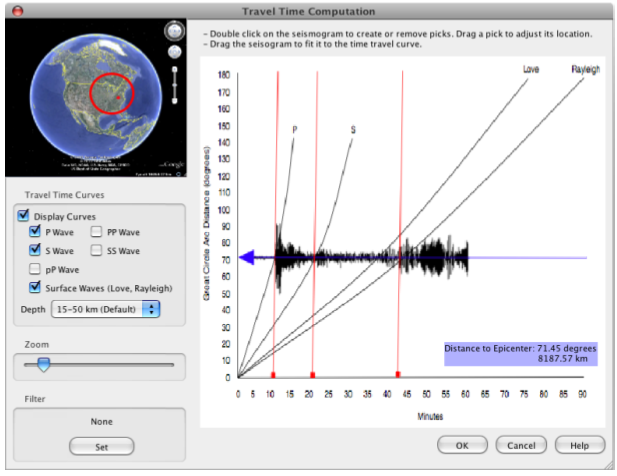 Travel Time Computation
– Double click on the seismogram to create or remove picks. Drag a pick to adjust its location.
– Drag the seisogram to fit it to the time travel curve.
Travel Time Curves
Display Curves
P Wave
PP Wave
S Wave
SS Wave
pP Wave
Surface Waves (Love, Rayleigh)
Depth
15–50 km (Default)
Zoom
Filter
None
Set
Great Circle Arc Distance (degrees)
180
170
160
150
140
130
120
110
100
90
80
70
60
50
40
30
20
10
0
P
S
Love
Rayleigh
Distance to Epicenter: 71.45 degrees
8187.57 km
0 5 10 15 20 25 30 35 40 45 50 55 60 65 70 75 80 85 90
Minutes
OK
Cancel
Help